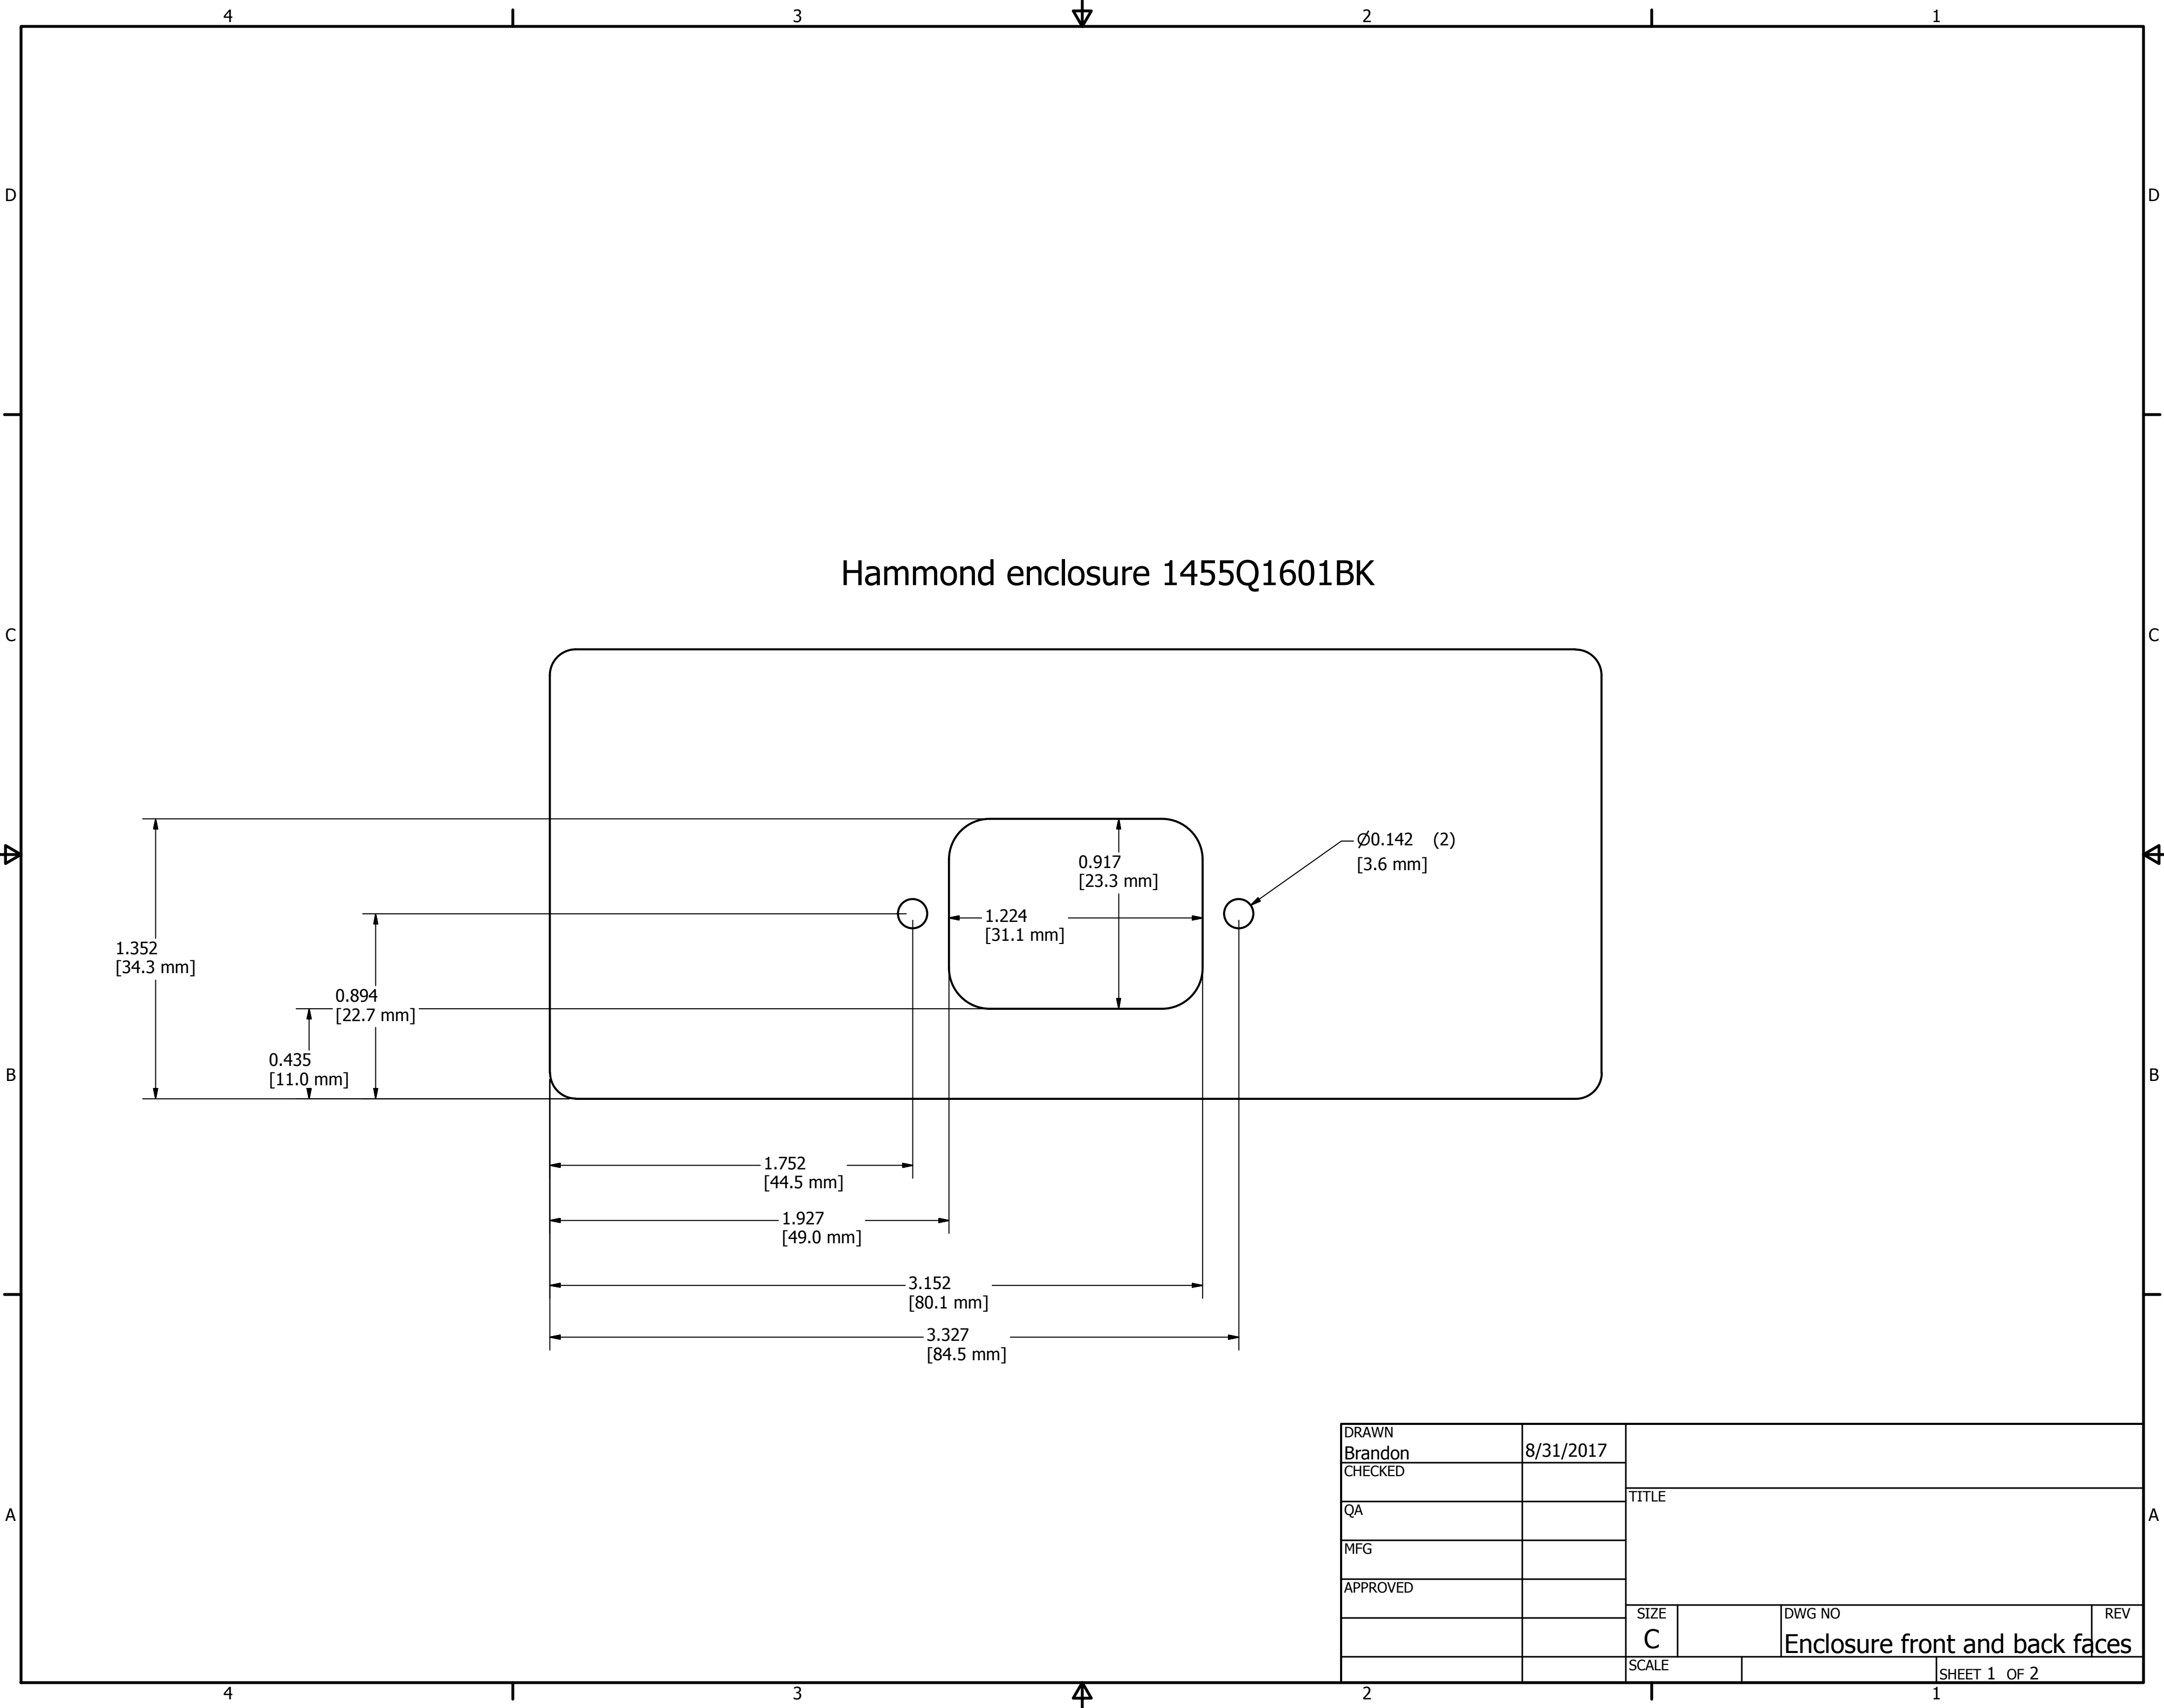 4 3 2 1
D D
Hammond enclosure 1455Q1601BK
C C
Ø0.142 (2)
[3.6 mm]
0.917
[23.3 mm]
1.224
[31.1 mm]
1.352
[34.3 mm]
0.894
[22.7 mm]
0.435
[11.0 mm]
B B
1.752
[44.5 mm]
1.927
[49.0 mm]
3.152
[80.1 mm]
3.327
[84.5 mm]
DRAWN
Brandon 8/31/2017
CHECKED
TITLE
QA
A A
MFG
APPROVED
SIZE DWG NO REV
C Enclosure front and back faces
SCALE SHEET 1 OF 2
4 3 2 1